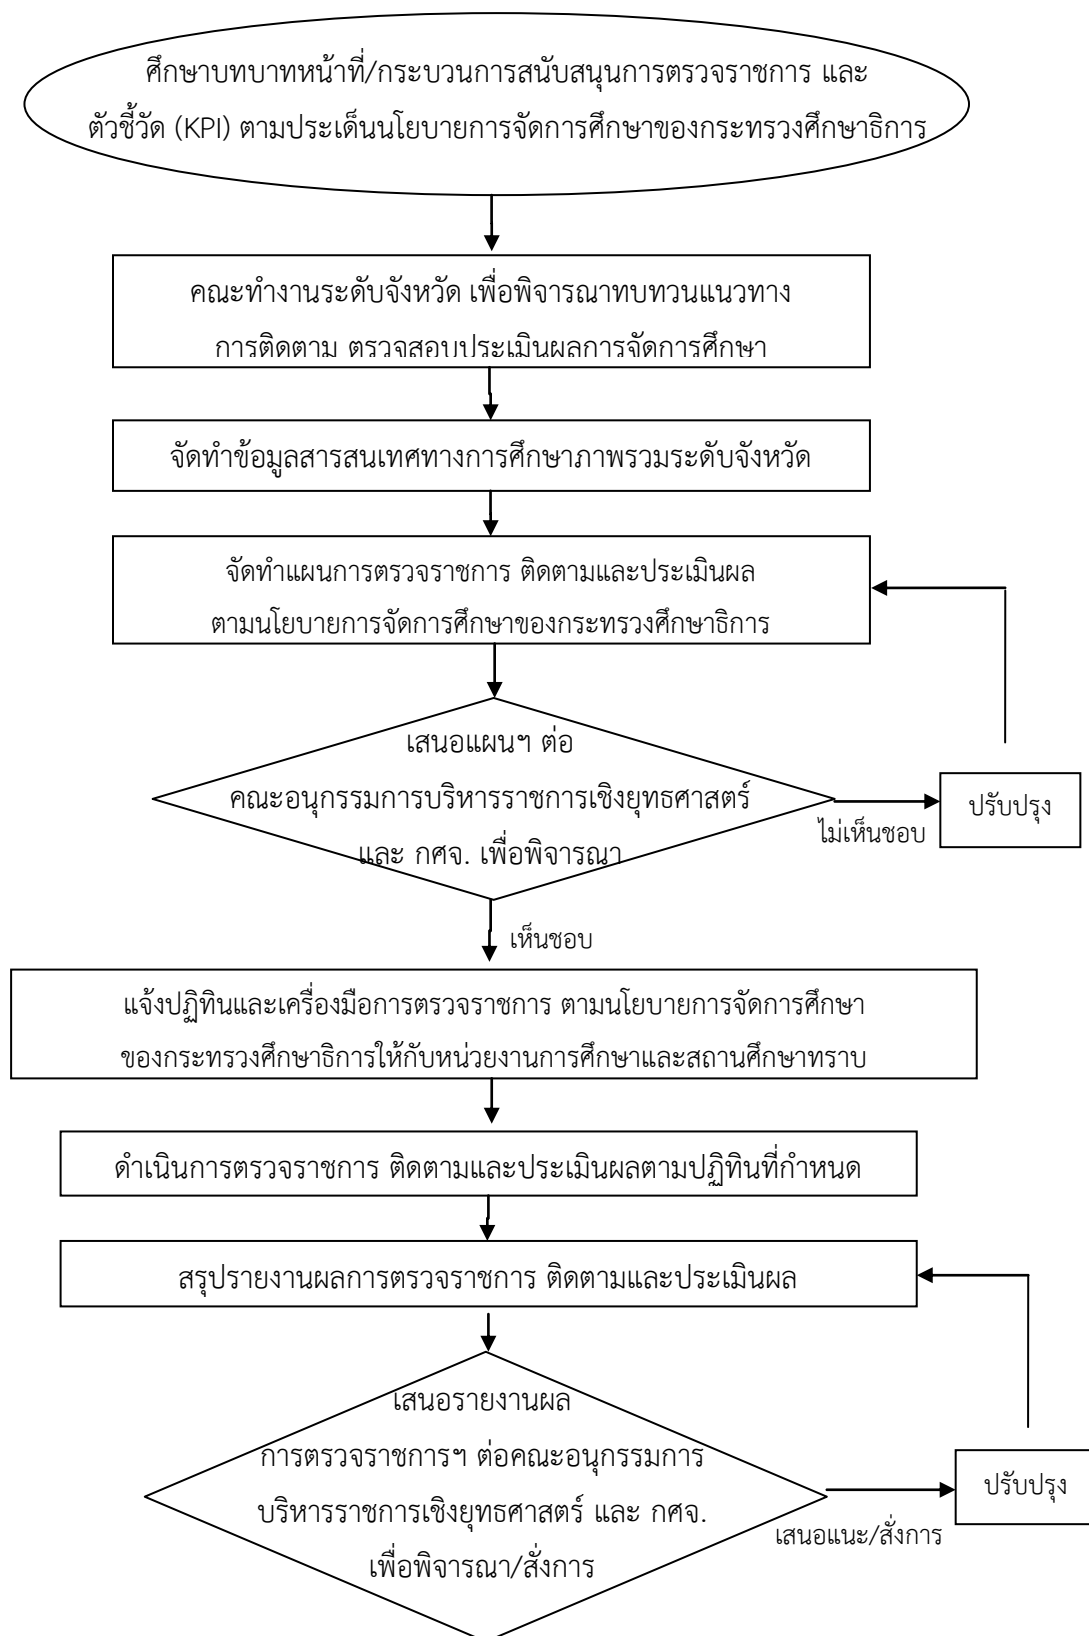 ศึกษาบทบาทหน้าที่/กระบวนการสนับสนุนการตรวจราชการ และ
ตัวชี้วัด (KPI) ตามประเด็นนโยบายการจัดการศึกษาของกระทรวงศึกษาธิการ
คณะทำงานระดับจังหวัด เพื่อพิจารณาทบทวนแนวทาง
การติดตาม ตรวจสอบประเมินผลการจัดการศึกษา
จัดทำข้อมูลสารสนเทศทางการศึกษาภาพรวมระดับจังหวัด
จัดทำแผนการตรวจราชการ ติดตามและประเมินผล
ตามนโยบายการจัดการศึกษาของกระทรวงศึกษาธิการ
เสนอแผนฯ ต่อ
คณะอนุกรรมการบริหารราชการเชิงยุทธศาสตร์
และ กศจ. เพื่อพิจารณา
ไม่เห็นชอบ
ปรับปรุง
เห็นชอบ
แจ้งปฏิทินและเครื่องมือการตรวจราชการ ตามนโยบายการจัดการศึกษา
ของกระทรวงศึกษาธิการให้กับหน่วยงานการศึกษาและสถานศึกษาทราบ
ดำเนินการตรวจราชการ ติดตามและประเมินผลตามปฏิทินที่กำหนด
สรุปรายงานผลการตรวจราชการ ติดตามและประเมินผล
เสนอรายงานผล
การตรวจราชการฯ ต่อคณะอนุกรรมการ
บริหารราชการเชิงยุทธศาสตร์ และ กศจ.
เพื่อพิจารณา/สั่งการ
เสนอแนะ/สั่งการ
ปรับปรุง